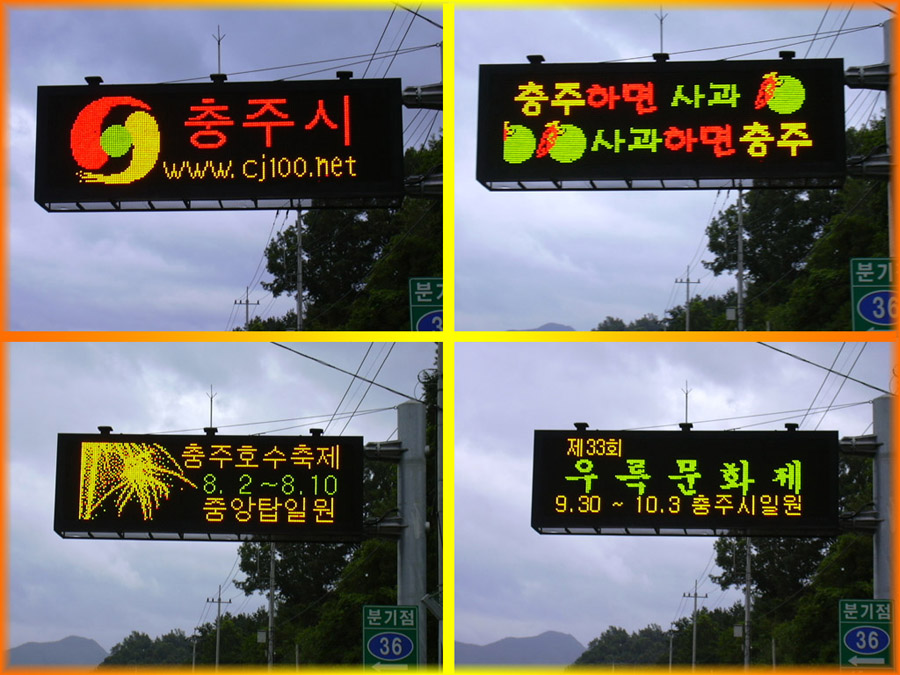 충주시
www.cj100.net
분기
3
충주하면 사과
사과하면충주
분기
36
충주호수축제
8. 2~8.10
중앙탑일원
분기점
36
제33회
우륵문화제
9.30 ~ 10.3 충주시일원
분기점
36